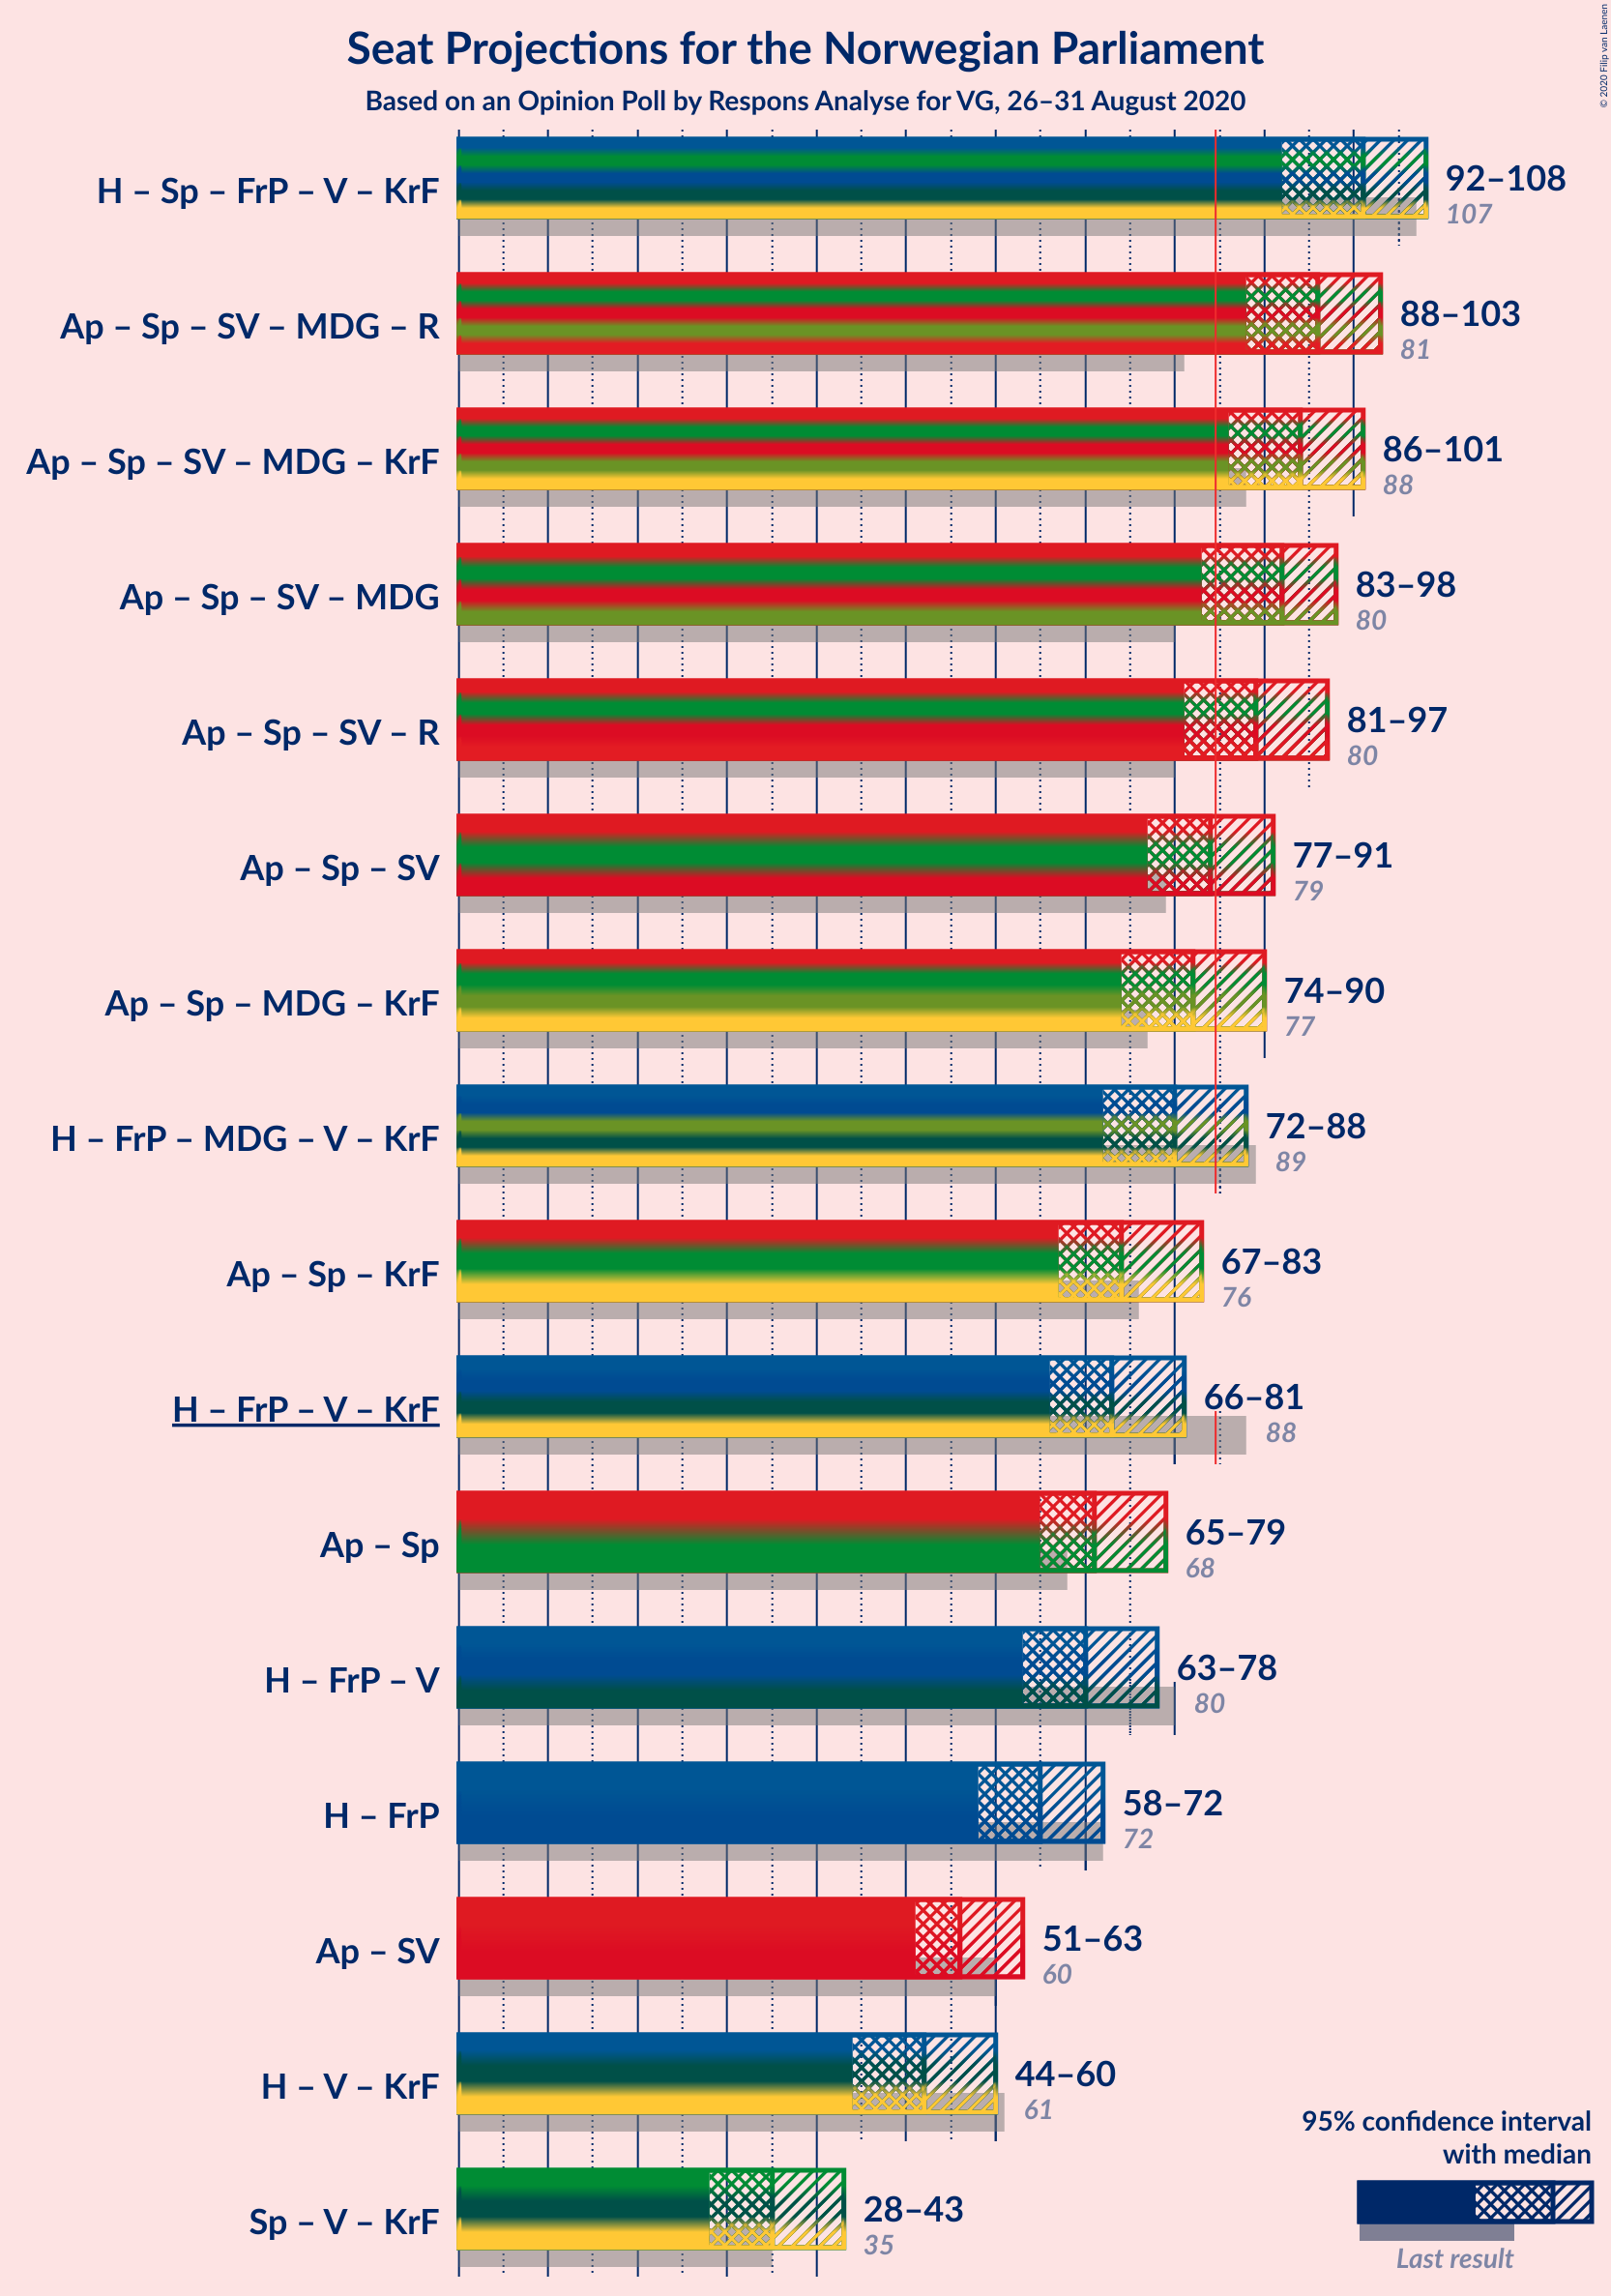 Seat Projections for the Norwegian Parliament
Based on an Opinion Poll by Respons Analyse for VG, 26–31 August 2020
© 2020 Filip van Laenen
H – Sp – FrP – V – KrF
92–108
107
Ap – Sp – SV – MDG – R
88–103
81
Ap – Sp – SV – MDG – KrF
86–101
88
Ap – Sp – SV – MDG
83–98
80
Ap – Sp – SV – R
81–97
80
Ap – Sp – SV
77–91
79
Ap – Sp – MDG – KrF
74–90
77
H – FrP – MDG – V – KrF
72–88
89
Ap – Sp – KrF
67–83
76
H – FrP – V – KrF
66–81
88
Ap – Sp
65–79
68
H – FrP – V
63–78
80
H – FrP
58–72
72
Ap – SV
51–63
60
H – V – KrF
44–60
61
Sp – V – KrF
28–43
35
95% confidence interval
with median
Last result